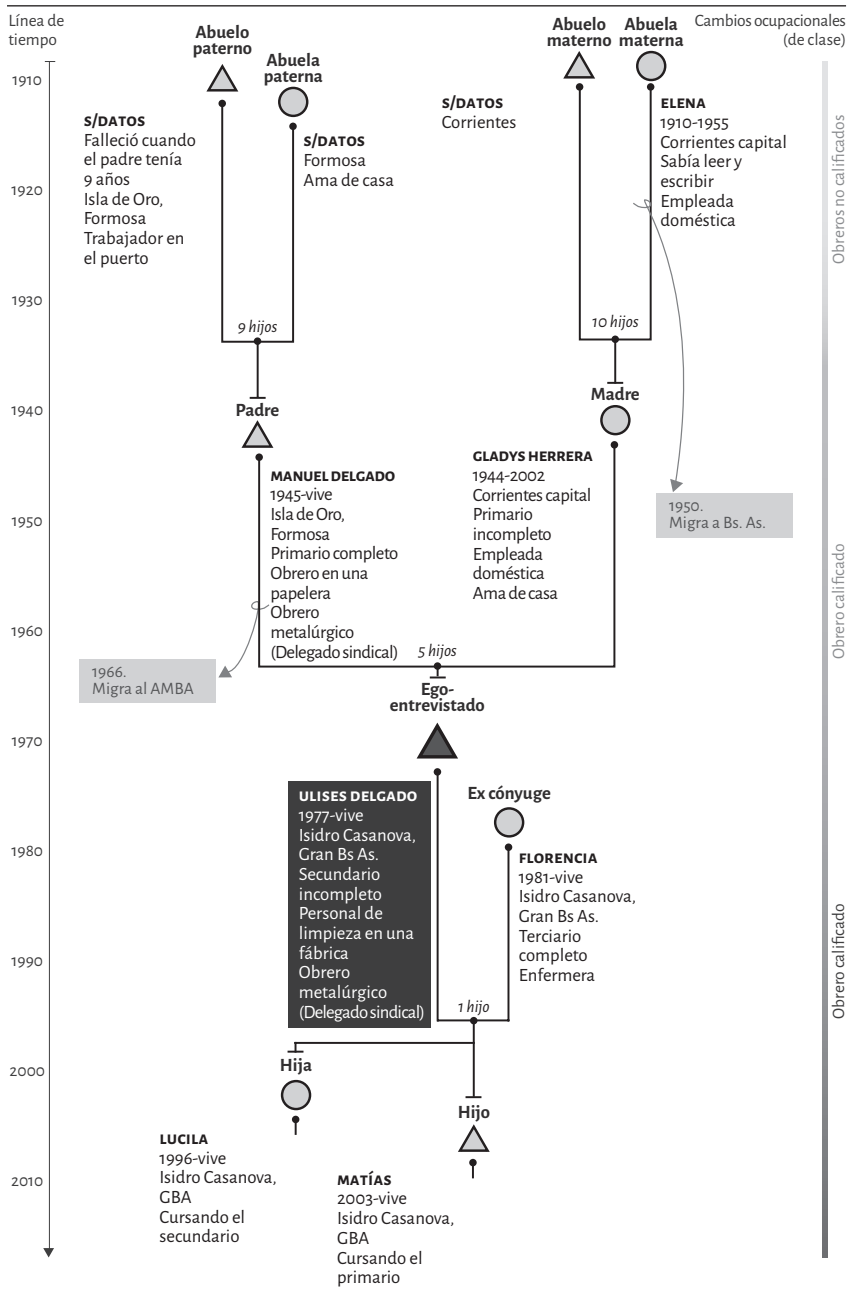 Línea de
tiempo
Cambios ocupacionales
(de clase)
1910
1920
1930
1940
1950
1960
1970
1980
1990
2000
2010
Abuelo
paterno
Abuela
paterna
Abuelo
materno
Abuela
materna
S/DATOS
Falleció cuando
el padre tenía
9 años
Isla de Oro,
Formosa
Trabajador en
el puerto
S/DATOS
Formosa
Ama de casa
S/DATOS
Corrientes
ELENA
1910-1955
Corrientes capital
Sabía leer y
escribir
Empleada
doméstica
Obreros no calificados
9 hijos
10 hijos
Padre
Madre
MANUEL DELGADO
1945-vive
Isla de Oro,
Formosa
Primario completo
Obrero en una
papelera
Obrero
metalúrgico
(Delegado sindical)
GLADYS HERRERA
1944-2002
Corrientes capital
Primario
incompleto
Empleada
doméstica
Ama de casa
1950.
Migra a Bs. As.
Obrero calificado
1966.
Migra al AMBA
5 hijos
Ego-
entrevistado
ULISES DELGADO
1977-vive
Isidro Casanova,
Gran Bs As.
Secundario
incompleto
Personal de
limpieza en una
fábrica
Obrero
metalúrgico
(Delegado sindical)
Ex cónyuge
FLORENCIA
1981-vive
Isidro Casanova,
Gran Bs As.
Terciario
completo
Enfermera
Obrero calificado
1 hijo
Hija
Hijo
LUCILA
1996-vive
Isidro Casanova,
GBA
Cursando el
secundario
MATÍAS
2003-vive
Isidro Casanova,
GBA
Cursando el
primario